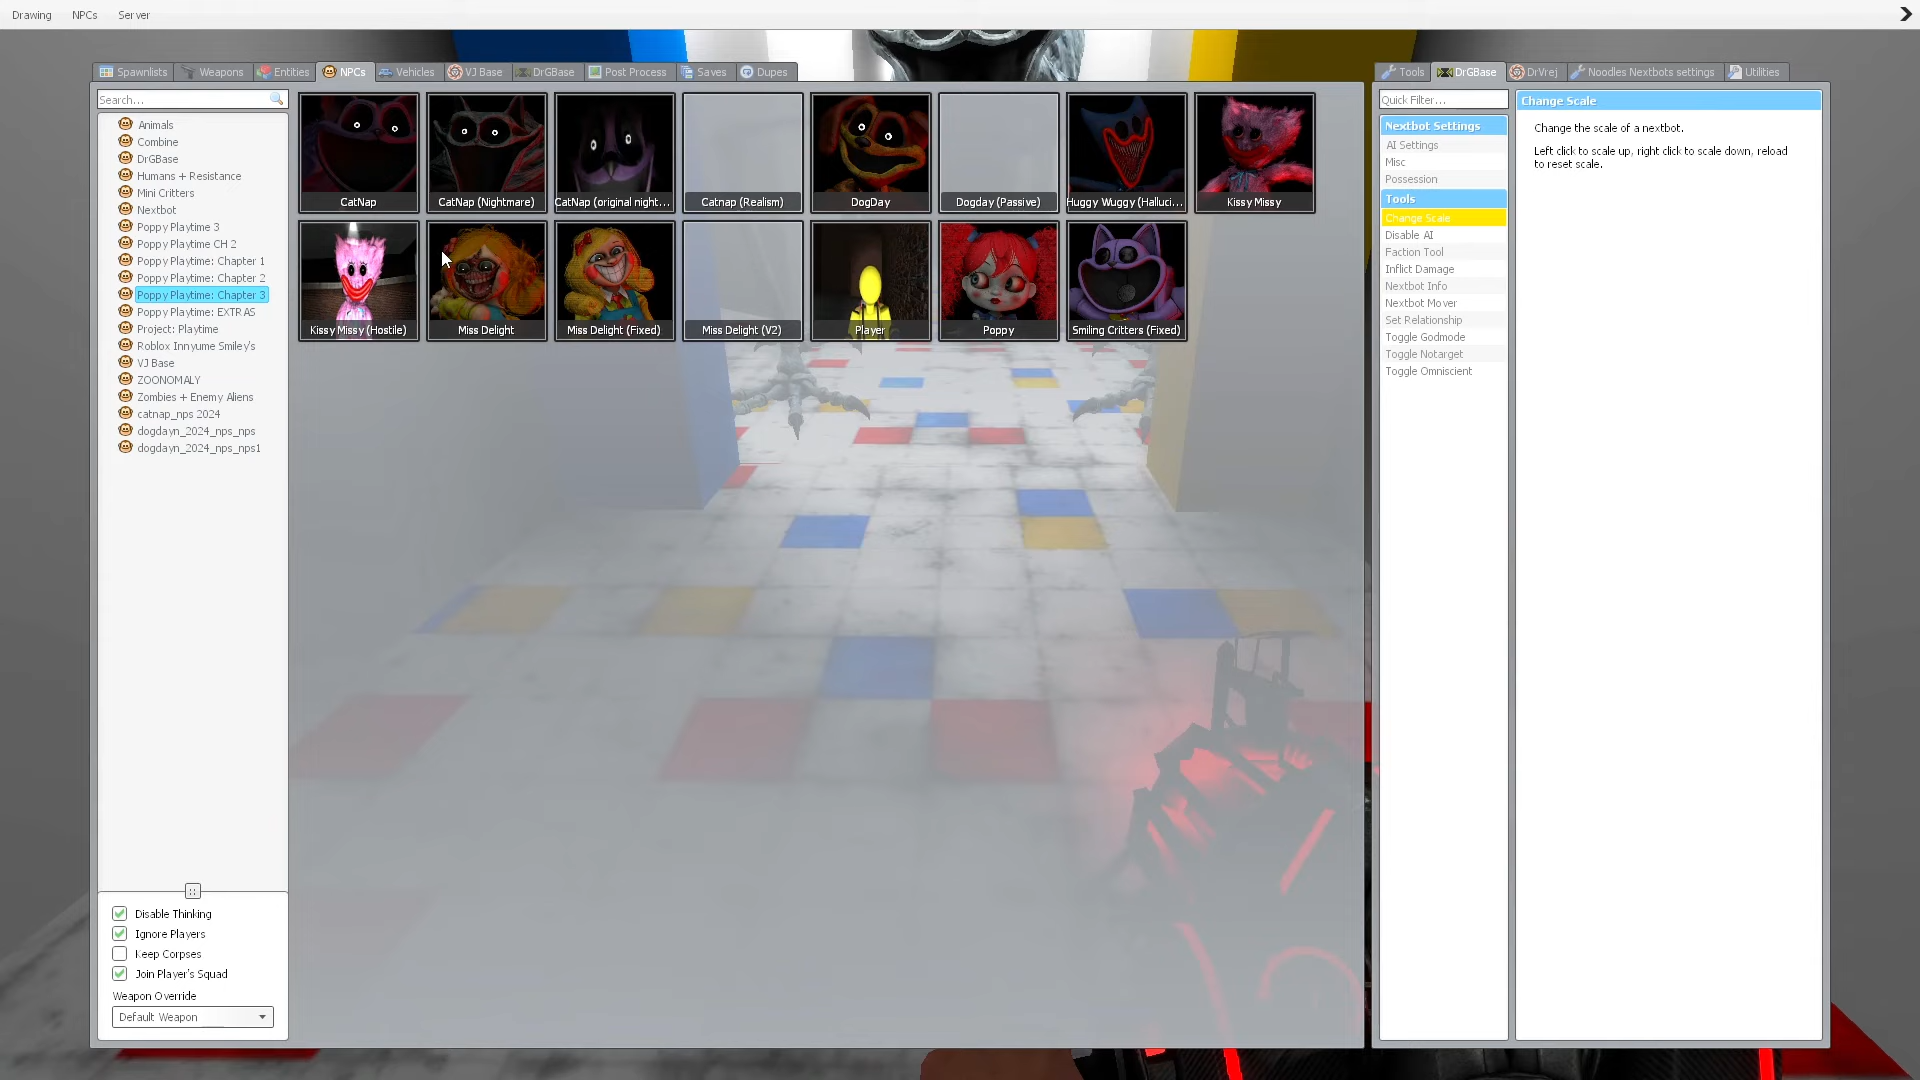 Drawing NPCs Server
Spawnlists Weapons Entities NPCs Vehicles VJ Base DrGBase Post Process Saves Dupes
Search...
Animals
Combine
DrGBase
Humans + Resistance
Mini Critters
Nextbot
Poppy Playtime 3
Poppy Playtime CH 2
Poppy Playtime: Chapter 1
Poppy Playtime: Chapter 2
Poppy Playtime: Chapter 3
Poppy Playtime: EXTRAS
Project: Playtime
Roblox Innyume Smiley's
VJ Base
ZOONOMALY
Zombies + Enemy Aliens
catnap_nps 2024
dogdayn_2024_nps_nps
dogdayn_2024_nps_nps1
Disable Thinking
Ignore Players
Keep Corpses
Join Player's Squad
Weapon Override
Default Weapon
CatNap CatNap (Nightmare) CatNap (original night... Catnap (Realism) DogDay Dogday (Passive) Huggy Wuggy (Halluci... Kissy Missy
Kissy Missy (Hostile) Miss Delight Miss Delight (Fixed) Miss Delight (V2) Player Poppy Smiling Critters (Fixed)
Tools DrGBase DrVrej Noodles Nextbots settings Utilities
Quick Filter...
Nextbot Settings
AI Settings
Misc
Possession
Tools
Change Scale
Disable AI
Faction Tool
Inflict Damage
Nextbot Info
Nextbot Mover
Set Relationship
Toggle Godmode
Toggle Notarget
Toggle Omniscient
Change Scale
Change the scale of a nextbot.
Left click to scale up, right click to scale down, reload
to reset scale.